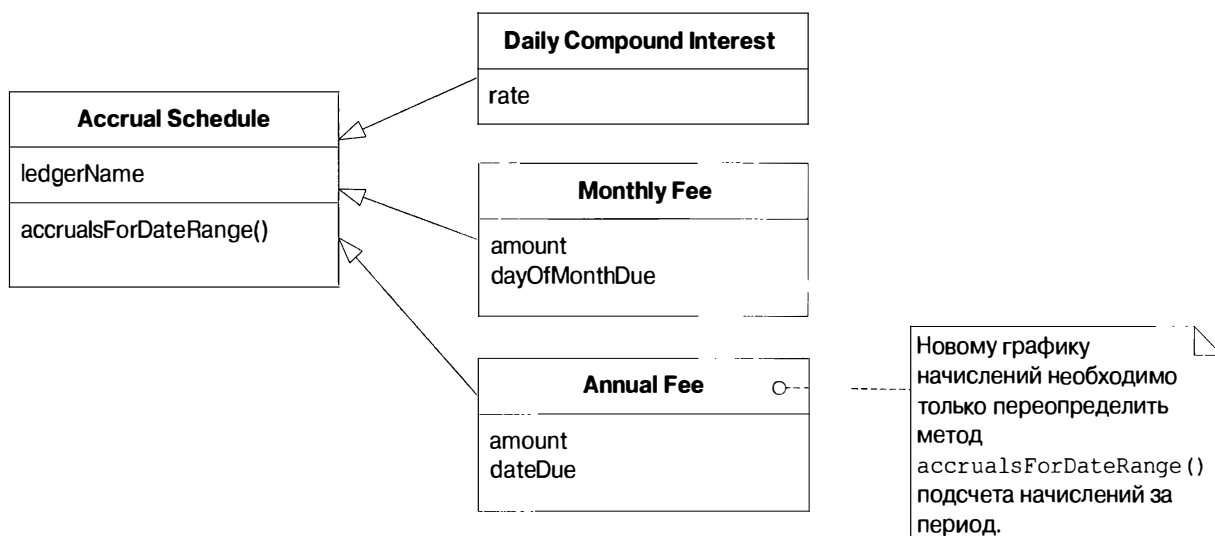 Daily Compound Interest
rate
Accrual Schedule
ledgerName
accrualsForDateRange()
Monthly Fee
amount
dayOfMonthDue
Annual Fee
amount
dateDue
Новому графику
начислений необходимо
только переопределить
метод
accrualsForDateRange()
подсчета начислений за
период.